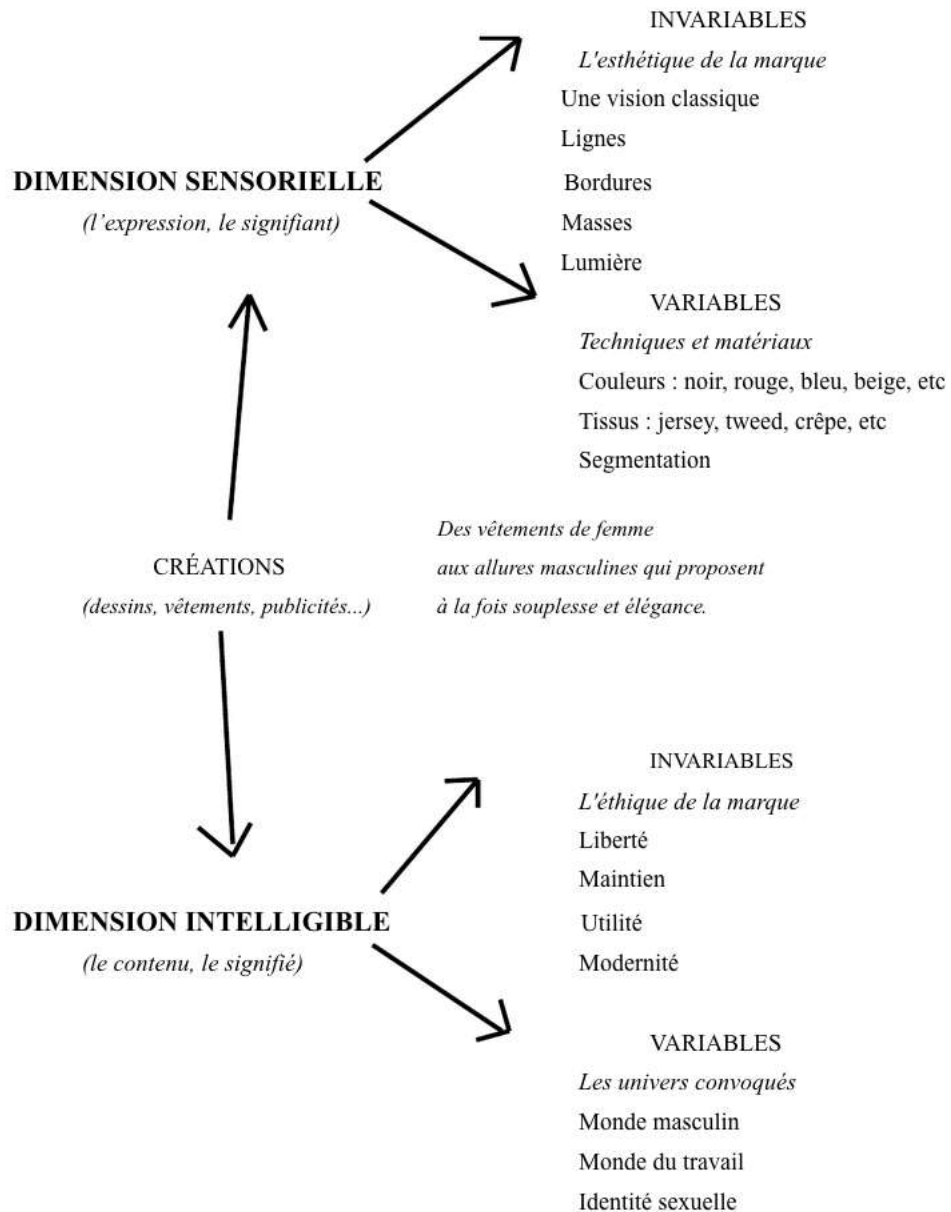 INVARIABLES
L'esthétique de la marque
Une vision classique
Lignes
DIMENSION SENSORIELLE
(l'expression, le signifiant)
Bordures
Masses
Lumière
VARIABLES
Techniques et matériaux
Couleurs : noir, rouge, bleu, beige, etc
Tissus : jersey, tweed, crêpe, etc
Segmentation
CRÉATIONS
(dessins, vêtements, publicités...)
Des vêtements de femme
aux allures masculines qui proposent
à la fois souplesse et élégance.
INVARIABLES
L'éthique de la marque
Liberté
Maintien
DIMENSION INTELLIGIBLE
(le contenu, le signifié)
Utilité
Modernité
VARIABLES
Les univers convoqués
Monde masculin
Monde du travail
Identité sexuelle